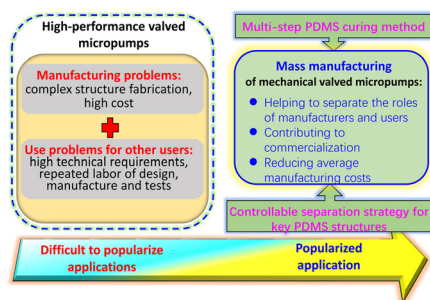 High-performance valved
micropumps
Manufacturing problems:
complex structure fabrication,
high cost
Use problems for other users:
high technical requirements,
repeated labor of design,
manufacture and tests
Multi-step PDMS curing method
Mass manufacturing
of mechanical valved micropumps:
Helping to separate the roles
of manufacturers and users
Contributing to
commercialization
Reducing average
manufacturing costs
Controllable separation strategy for
key PDMS structures
Difficult to popularize
applications
Popularized
application